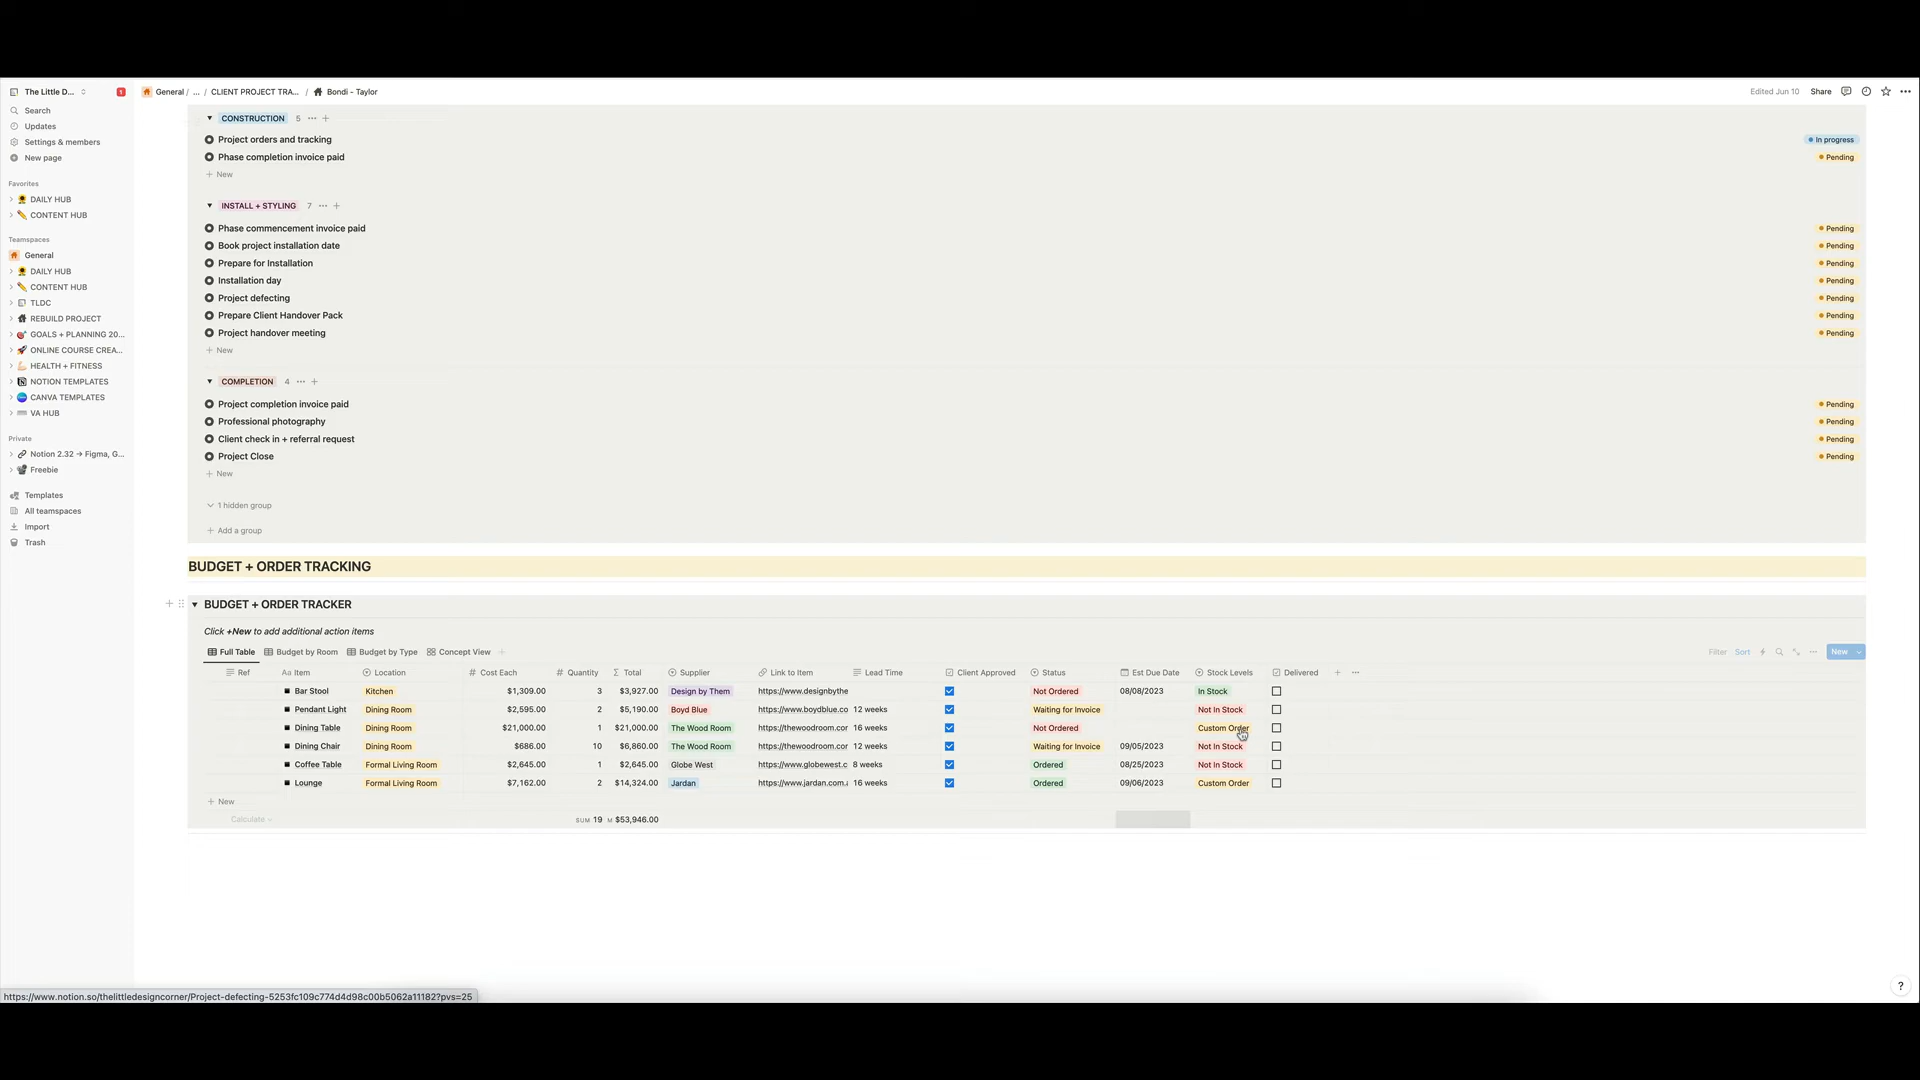 The Little D... 1
General / ... / CLIENT PROJECT TRA... / Bondi - Taylor
Edited Jun 10 Share
Search
Updates
Settings & members
New page
Favorites
DAILY HUB
CONTENT HUB
Teamspaces
General
DAILY HUB
CONTENT HUB
TLDC
REBUILD PROJECT
GOALS + PLANNING 20...
ONLINE COURSE CREA...
HEALTH + FITNESS
NOTION TEMPLATES
CANVA TEMPLATES
VA HUB
Private
Notion 2.32 → Figma, G...
Freebie
Templates
All teamspaces
Import
Trash
CONSTRUCTION 5 ... +
Project orders and tracking In progress
Phase completion invoice paid Pending
+ New
INSTALL + STYLING 7 ... +
Phase commencement invoice paid Pending
Book project installation date Pending
Prepare for Installation Pending
Installation day Pending
Project defecting Pending
Prepare Client Handover Pack Pending
Project handover meeting Pending
+ New
COMPLETION 4 ... +
Project completion invoice paid Pending
Professional photography Pending
Client check in + referral request Pending
Project Close Pending
+ New
1 hidden group
+ Add a group
BUDGET + ORDER TRACKING
BUDGET + ORDER TRACKER
Click +New to add additional action items
Full Table Budget by Room Budget by Type Concept View +
Filter Sort ... New
Ref Aa Item Location # Cost Each # Quantity Σ Total Supplier Link to Item Lead Time Client Approved Status Est Due Date Stock Levels Delivered + ...
Bar Stool Kitchen $1,309.00 3 $3,927.00 Design by Them https://www.designbythe Not Ordered 08/08/2023 In Stock
Pendant Light Dining Room $2,595.00 2 $5,190.00 Boyd Blue https://www.boydblue.co 12 weeks Waiting for Invoice Not In Stock
Dining Table Dining Room $21,000.00 1 $21,000.00 The Wood Room https://thewoodroom.cor 16 weeks Not Ordered Custom Order
Dining Chair Dining Room $686.00 10 $6,860.00 The Wood Room https://thewoodroom.cor 12 weeks Waiting for Invoice 09/05/2023 Not In Stock
Coffee Table Formal Living Room $2,645.00 1 $2,645.00 Globe West https://www.globewest.c 8 weeks Ordered 08/25/2023 Not In Stock
Lounge Formal Living Room $7,162.00 2 $14,324.00 Jardan https://www.jardan.com.a 16 weeks Ordered 09/06/2023 Custom Order
+ New
Calculate SUM 19 M $53,946.00
https://www.notion.so/thelittledesigncorner/Project-defecting-5253fc109c774d4d98c00b5062a11182?pvs=25
?